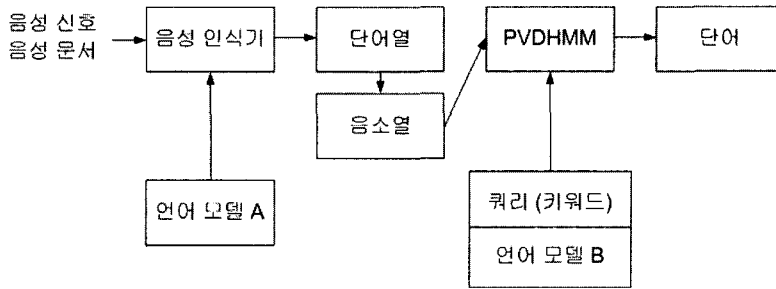 음성 신호
음성 문서
음성 인식기
단어열
PVDHMM
단어
음소열
언어 모델 A
쿼리 (키워드)
언어 모델 B